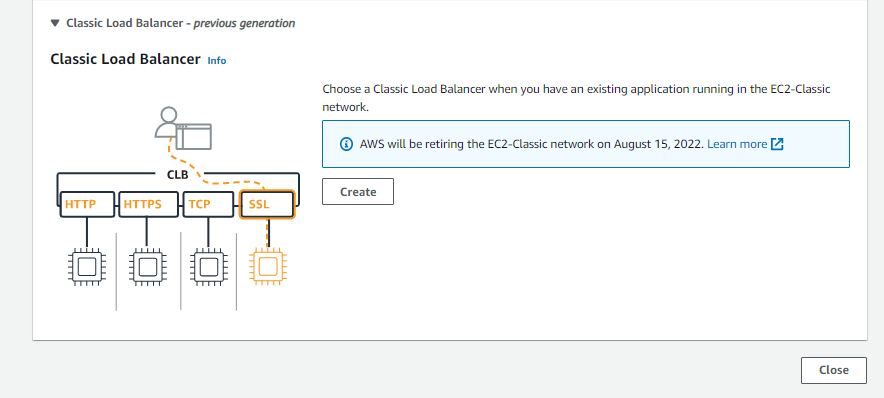 Classic Load Balancer - previous generation
Classic Load Balancer Info
Choose a Classic Load Balancer when you have an existing application running in the EC2-Classic
network.
AWS will be retiring the EC2-Classic network on August 15, 2022. Learn more
Create
CLB
HTTP HTTPS TCP SSL
Close